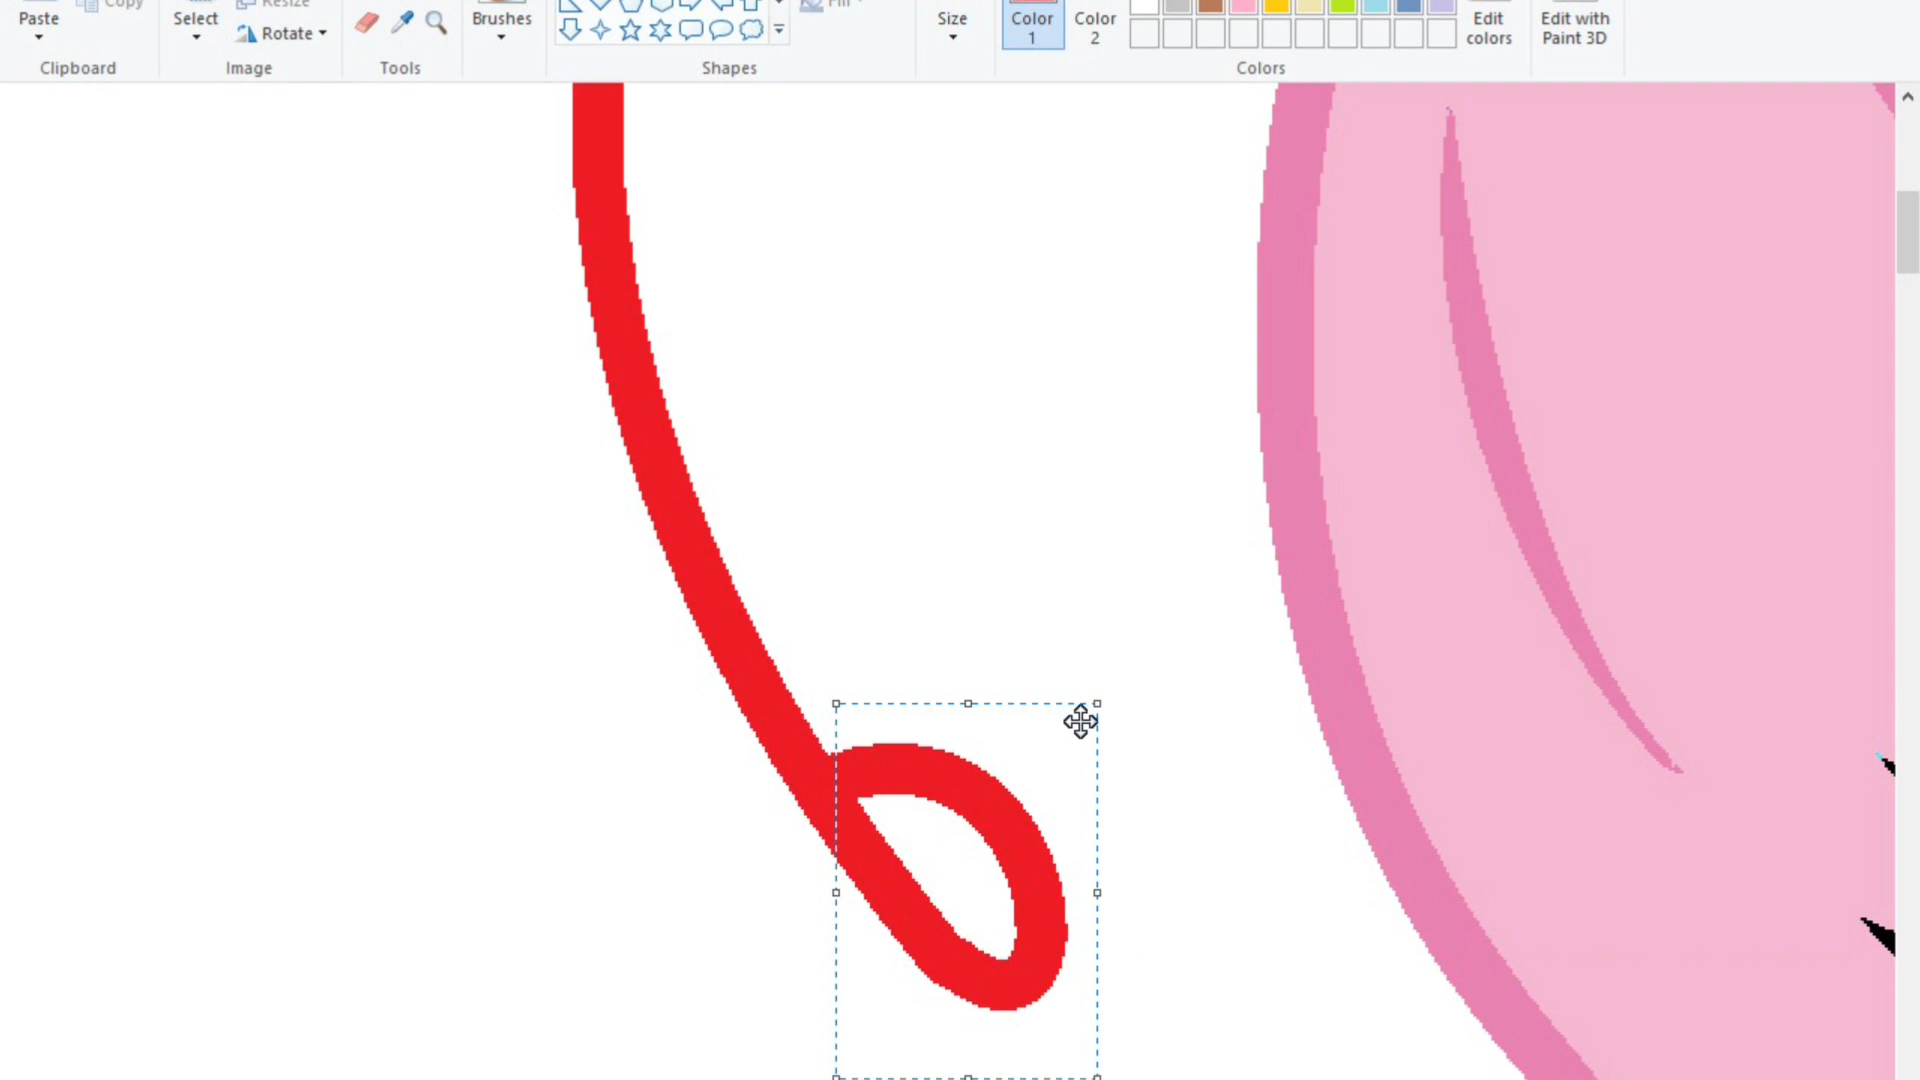 Copy
Resize
Paste
Select
Rotate
Brushes
Fill
Size
Color
1
Color
2
Edit
colors
Edit with
Paint 3D
Clipboard
Image
Tools
Shapes
Colors